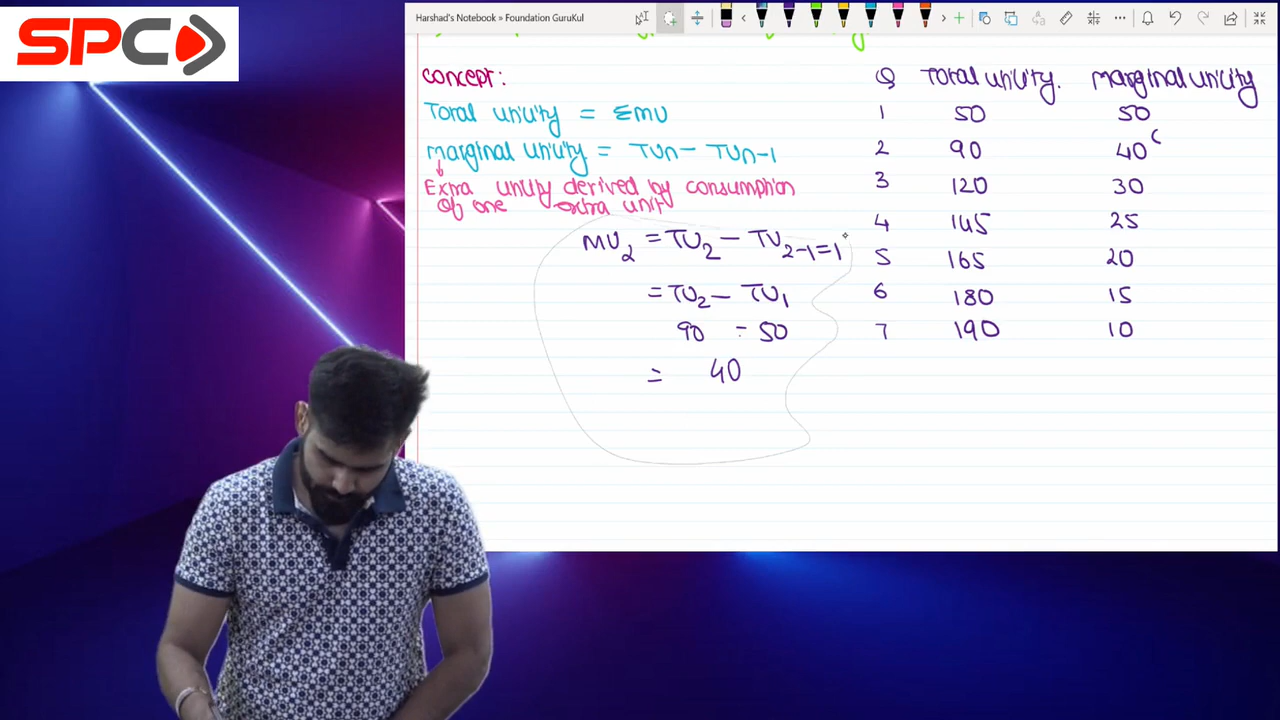 SPC
Harshad's Notebook » Foundation GuruKul
concept:
Total utility = ΣMU
marginal utility = TUn - TUn-1
Extra utility derived by consumption
of one extra unit
MU2 = TU2 - TU2-1=1
= TU2 - TU1
90 - 50
= 40
Q Total utility. marginal utility
1 50 50
2 90 40
3 120 30
4 145 25
5 165 20
6 180 15
7 190 10